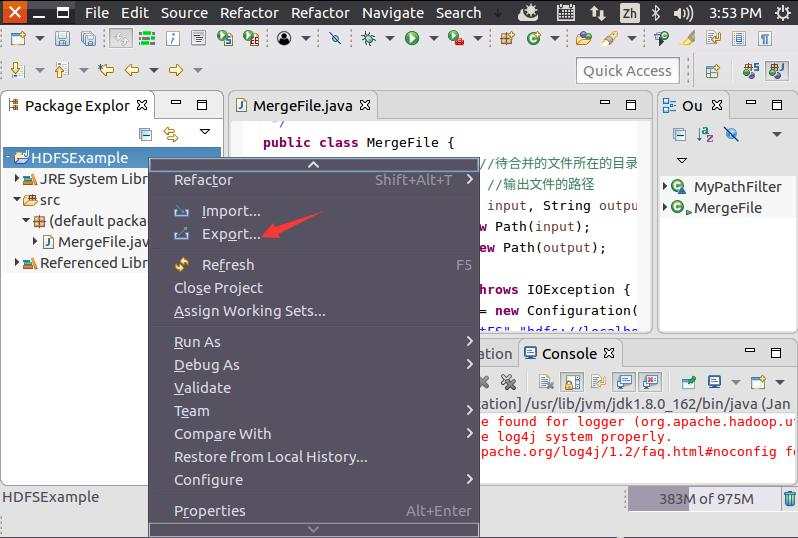 File Edit Source Refactor Refactor Navigate Search Zh 3:53 PM
Quick Access
Package Explor
MergeFile.java
Ou
*/
public class MergeFile {
//待合并的文件所在的目录
//输出文件的路径
input, String outpu
w Path(input);
w Path(output);
hrows IOException {
= new Configuration(
HDFSExample
JRE System Libr
src
(default package
MergeFile.jav
Referenced Libr
Refactor Shift+Alt+T
Import...
Export...
Refresh F5
Close Project
Assign Working Sets...
Run As
Debug As
Validate
Team
Compare With
Restore from Local History...
Configure
Properties Alt+Enter
MyPathFilter
MergeFile
tation
Console
tation] /usr/lib/jvm/jdk1.8.0_162/bin/java (Jan
e found for logger (org.apache.hadoop.ut
e log4j system properly.
pache.org/log4j/1.2/faq.html#noconfig fo
HDFSExample
383M of 975M